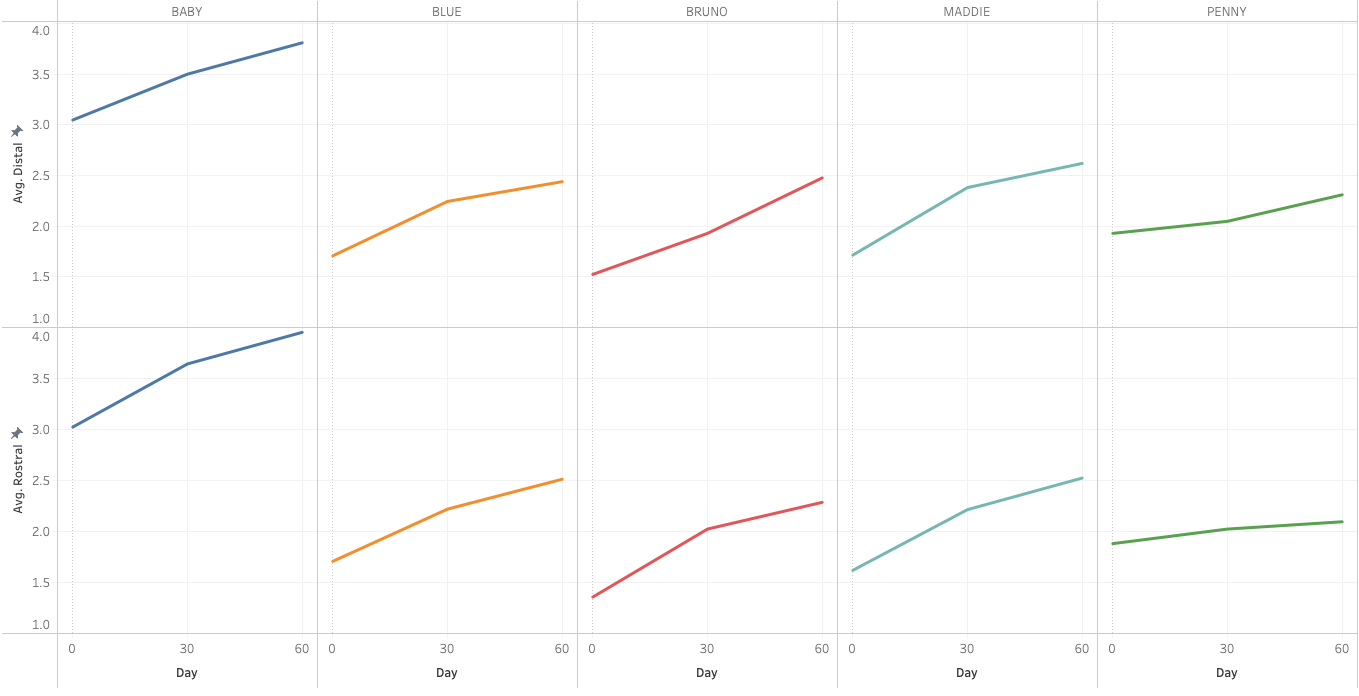 BABY BLUE BRUNO MADDIE PENNY
4.0
3.5
3.0
2.5
2.0
1.5
1.0
Avg. Distal
4.0
3.5
3.0
2.5
2.0
1.5
1.0
Avg. Rostral
0 30 60 0 30 60 0 30 60 0 30 60 0 30 60
Day Day Day Day Day